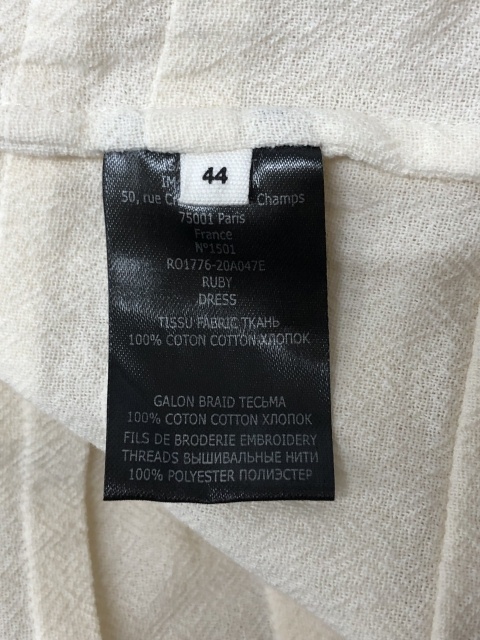 44
50, rue Champs
75001 Paris
France
N°1501
RO1776-20A047E
RUBY
DRESS
TISSU FABRIC ТКАНЬ
100% COTON COTTON ХЛОПОК
GALON BRAID ТЕСЬМА
100% COTON COTTON ХЛОПОК
FILS DE BRODERIE EMBROIDERY
THREADS ВЫШИВАЛЬНЫЕ НИТИ
100% POLYESTER ПОЛИЭСТЕР